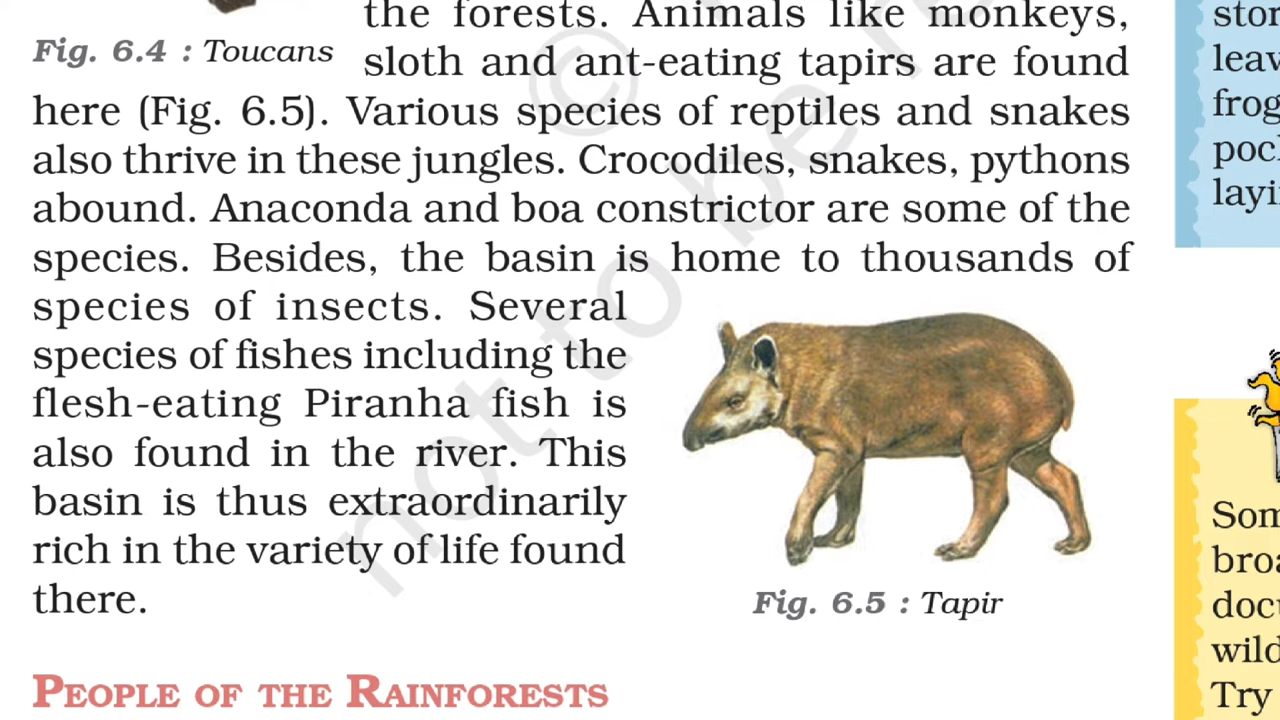 the forests. Animals like monkeys,
Fig. 6.4 : Toucans
sloth and ant-eating tapirs are found
here (Fig. 6.5). Various species of reptiles and snakes
also thrive in these jungles. Crocodiles, snakes, pythons
abound. Anaconda and boa constrictor are some of the
species. Besides, the basin is home to thousands of
species of insects. Several
species of fishes including the
flesh-eating Piranha fish is
also found in the river. This
basin is thus extraordinarily
rich in the variety of life found
there.
Fig. 6.5 : Tapir
PEOPLE OF THE RAINFORESTS
© not to be
Try